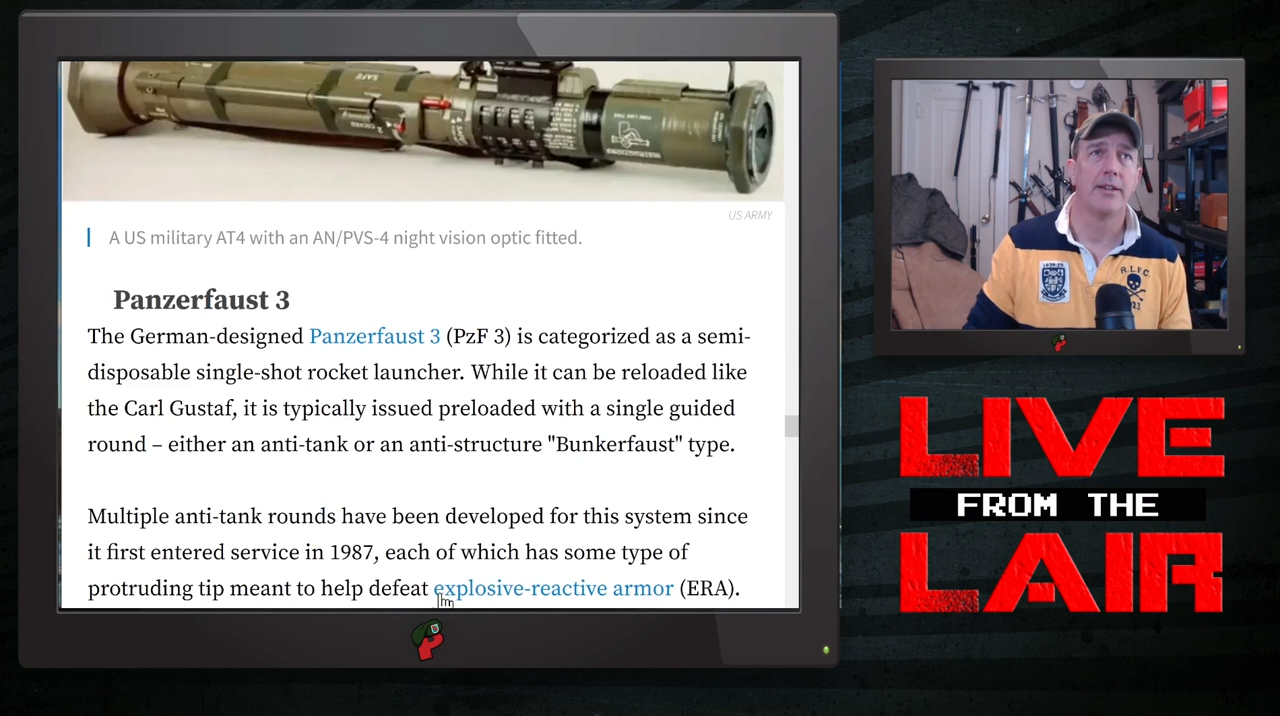 SAFE
US ARMY
A US military AT4 with an AN/PVS-4 night vision optic fitted.
Panzerfaust 3
The German-designed Panzerfaust 3 (PzF 3) is categorized as a semi-
disposable single-shot rocket launcher. While it can be reloaded like
the Carl Gustaf, it is typically issued preloaded with a single guided
round – either an anti-tank or an anti-structure "Bunkerfaust" type.
Multiple anti-tank rounds have been developed for this system since
it first entered service in 1987, each of which has some type of
protruding tip meant to help defeat explosive-reactive armor (ERA).
R.L.F.C.
LIVE
FROM THE
LAIR